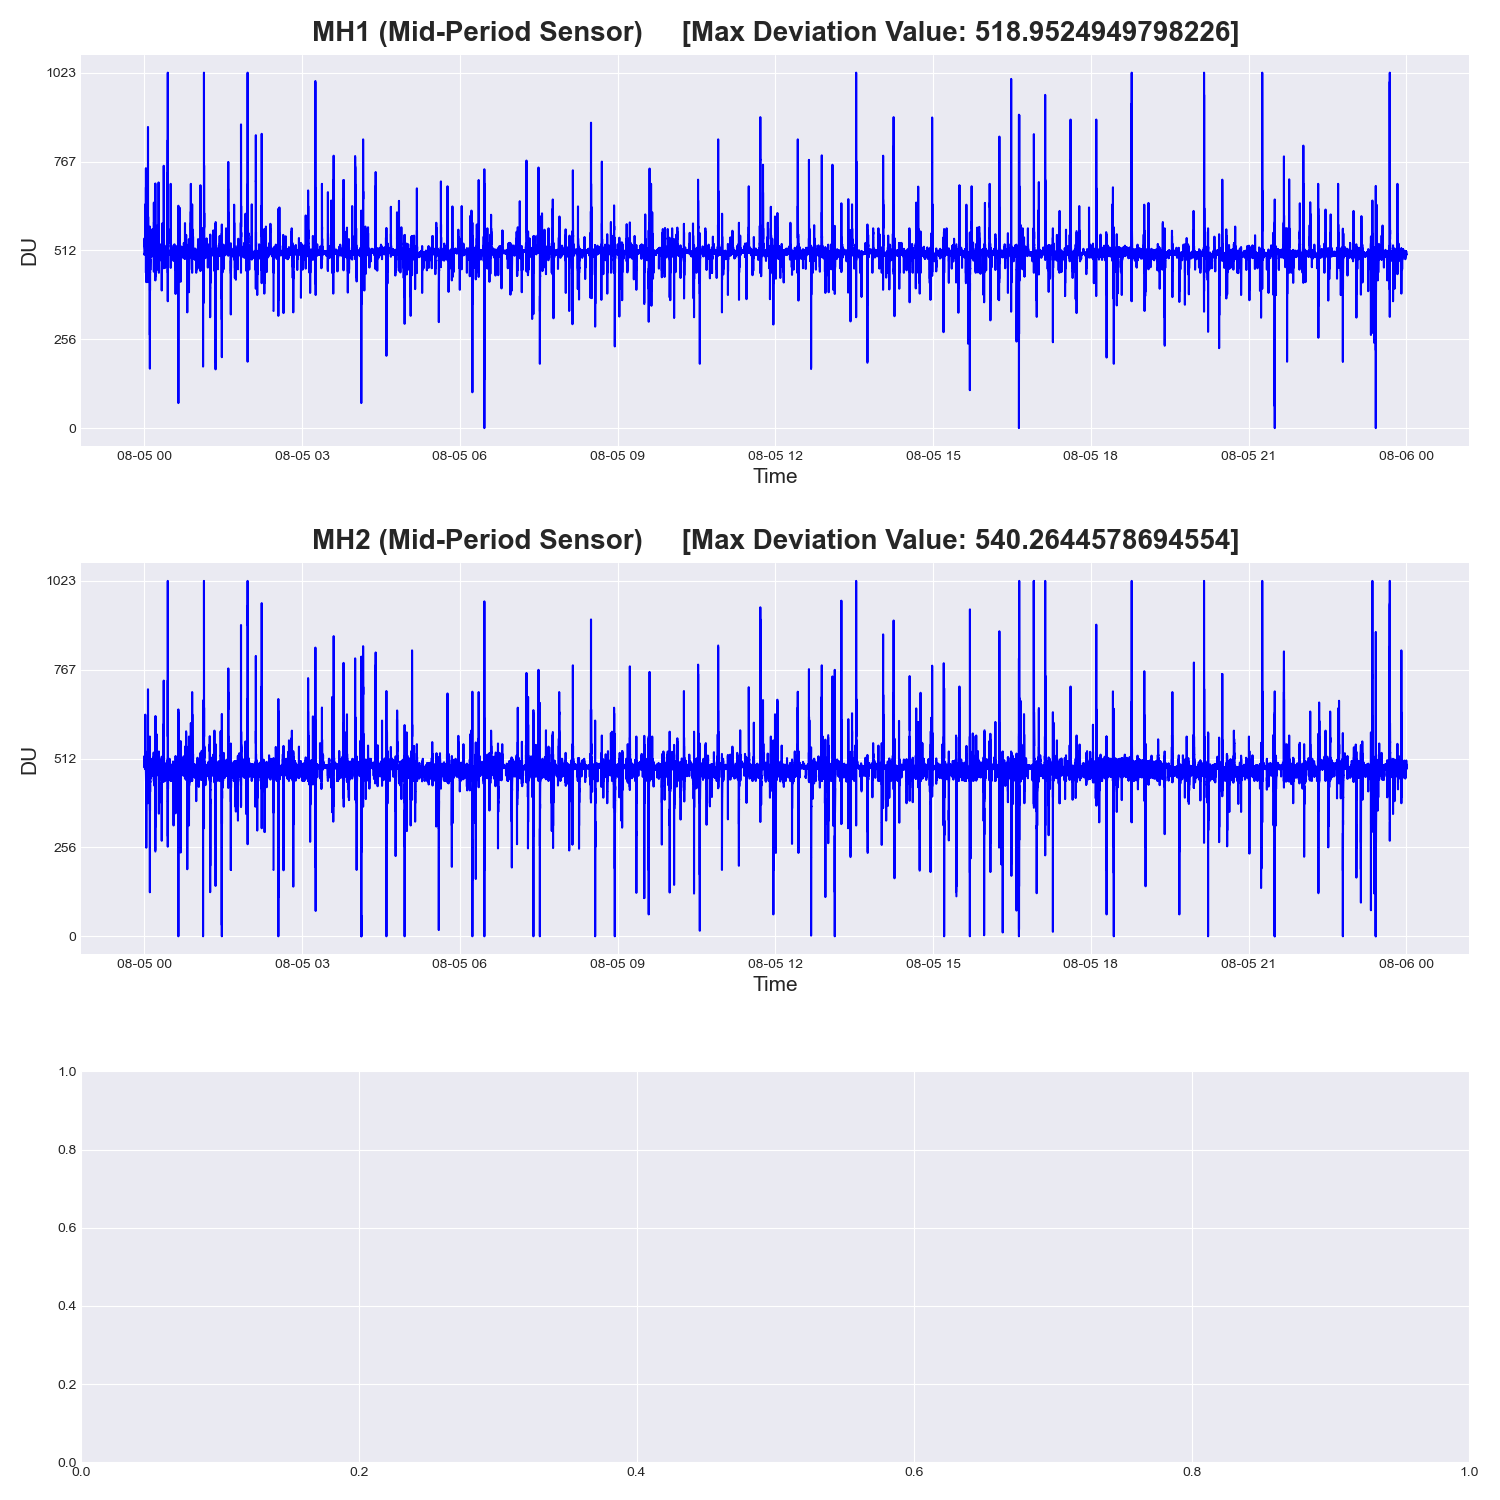 MH1 (Mid-Period Sensor) [Max Deviation Value: 518.9524949798226]
1023
767
512
256
0
DU
08-05 00 08-05 03 08-05 06 08-05 09 08-05 12 08-05 15 08-05 18 08-05 21 08-06 00
Time
MH2 (Mid-Period Sensor) [Max Deviation Value: 540.2644578694554]
1023
767
512
256
0
DU
08-05 00 08-05 03 08-05 06 08-05 09 08-05 12 08-05 15 08-05 18 08-05 21 08-06 00
Time
1.0
0.8
0.6
0.4
0.2
0.0
0.0 0.2 0.4 0.6 0.8 1.0